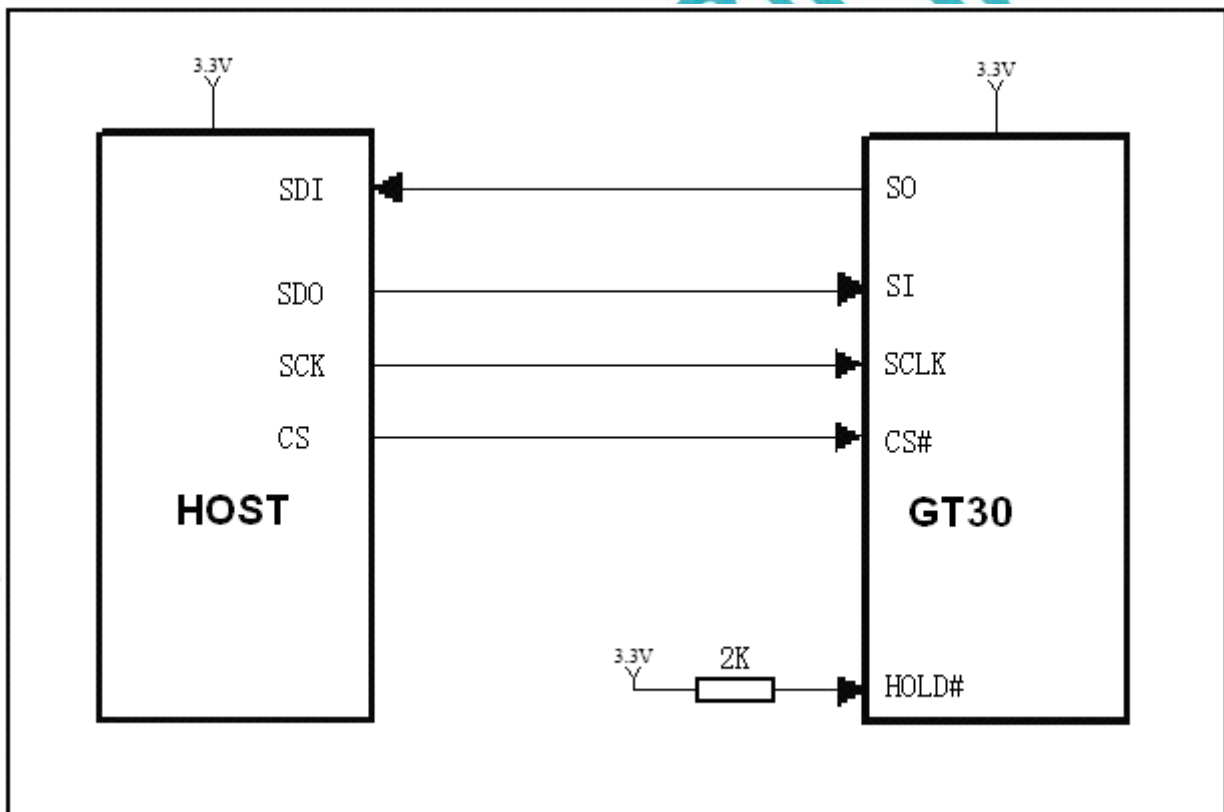 3.3V
3.3V
SDI
SO
SDO
SI
SCK
SCLK
CS
CS#
HOST
GT30
3.3V
2K
HOLD#